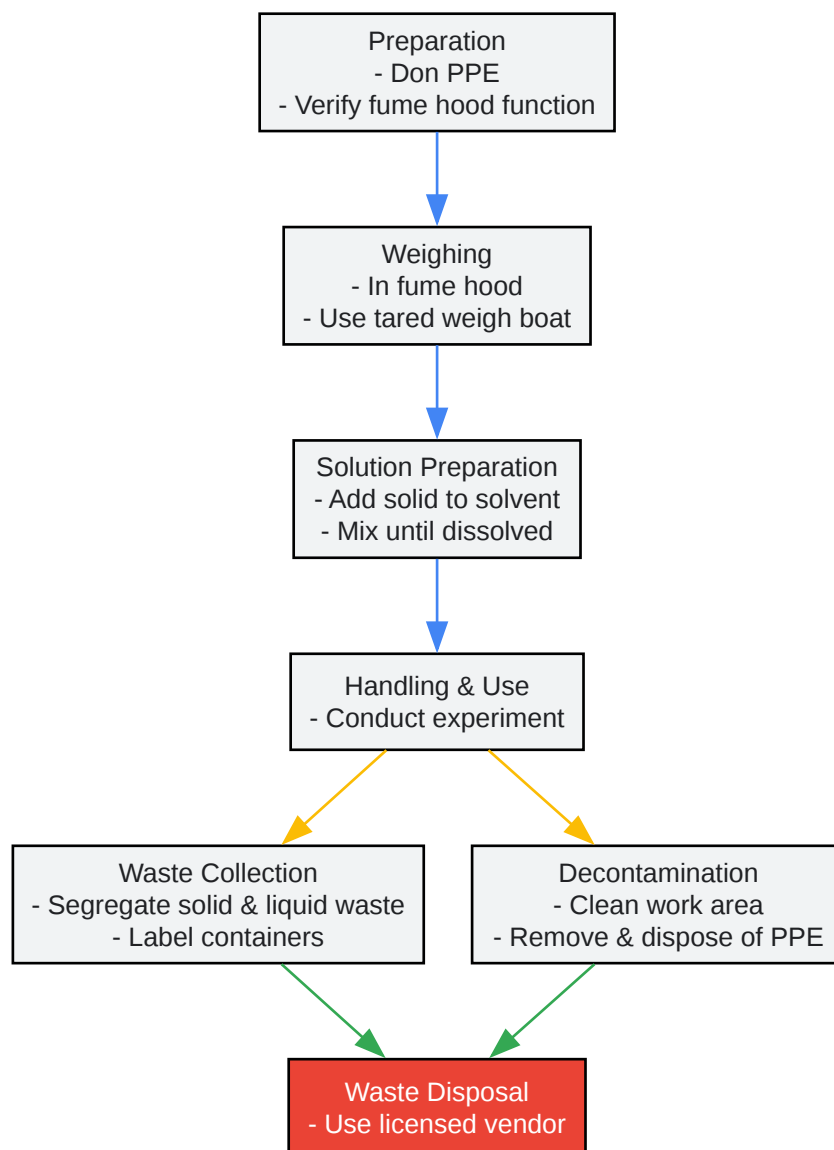 Preparation
- Don PPE
- Verify fume hood function
Weighing
- In fume hood
- Use tared weigh boat
Solution Preparation
- Add solid to solvent
- Mix until dissolved
Handling & Use
- Conduct experiment
Waste Collection
- Segregate solid & liquid waste
- Label containers
Decontamination
- Clean work area
- Remove & dispose of PPE
Waste Disposal
- Use licensed vendor